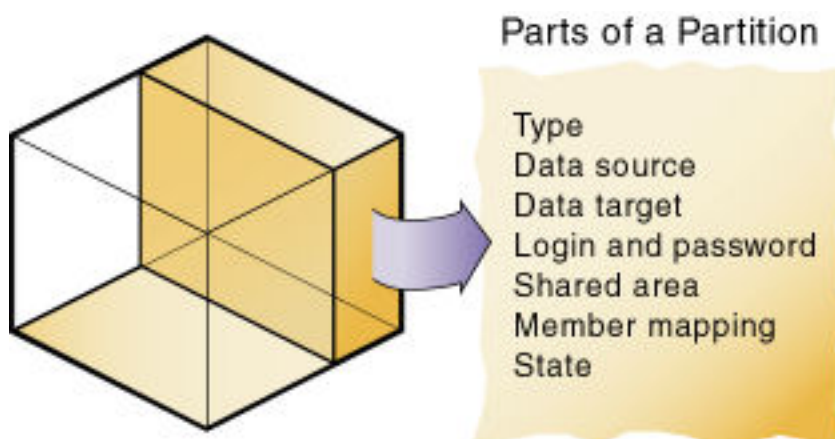 Parts of a Partition
Type
Data source
Data target
Login and password
Shared area
Member mapping
State